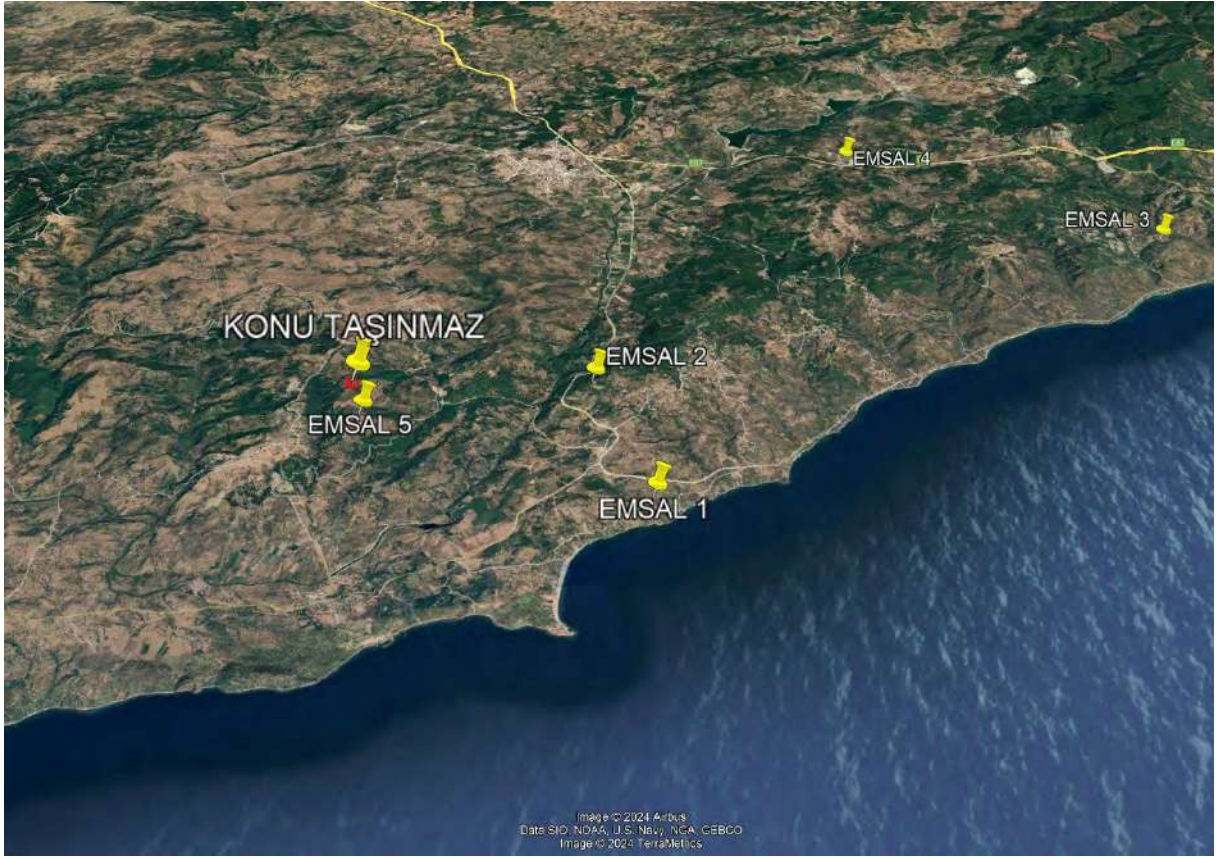 EMSAL 4
EMSAL 3
KONU TAŞINMAZ
EMSAL 2
EMSAL 5
EMSAL 1
Image © 2024 Airbus
Data SIO, NOAA, U.S. Navy, NGA, GEBCO
Image © 2024 TerraMetrics